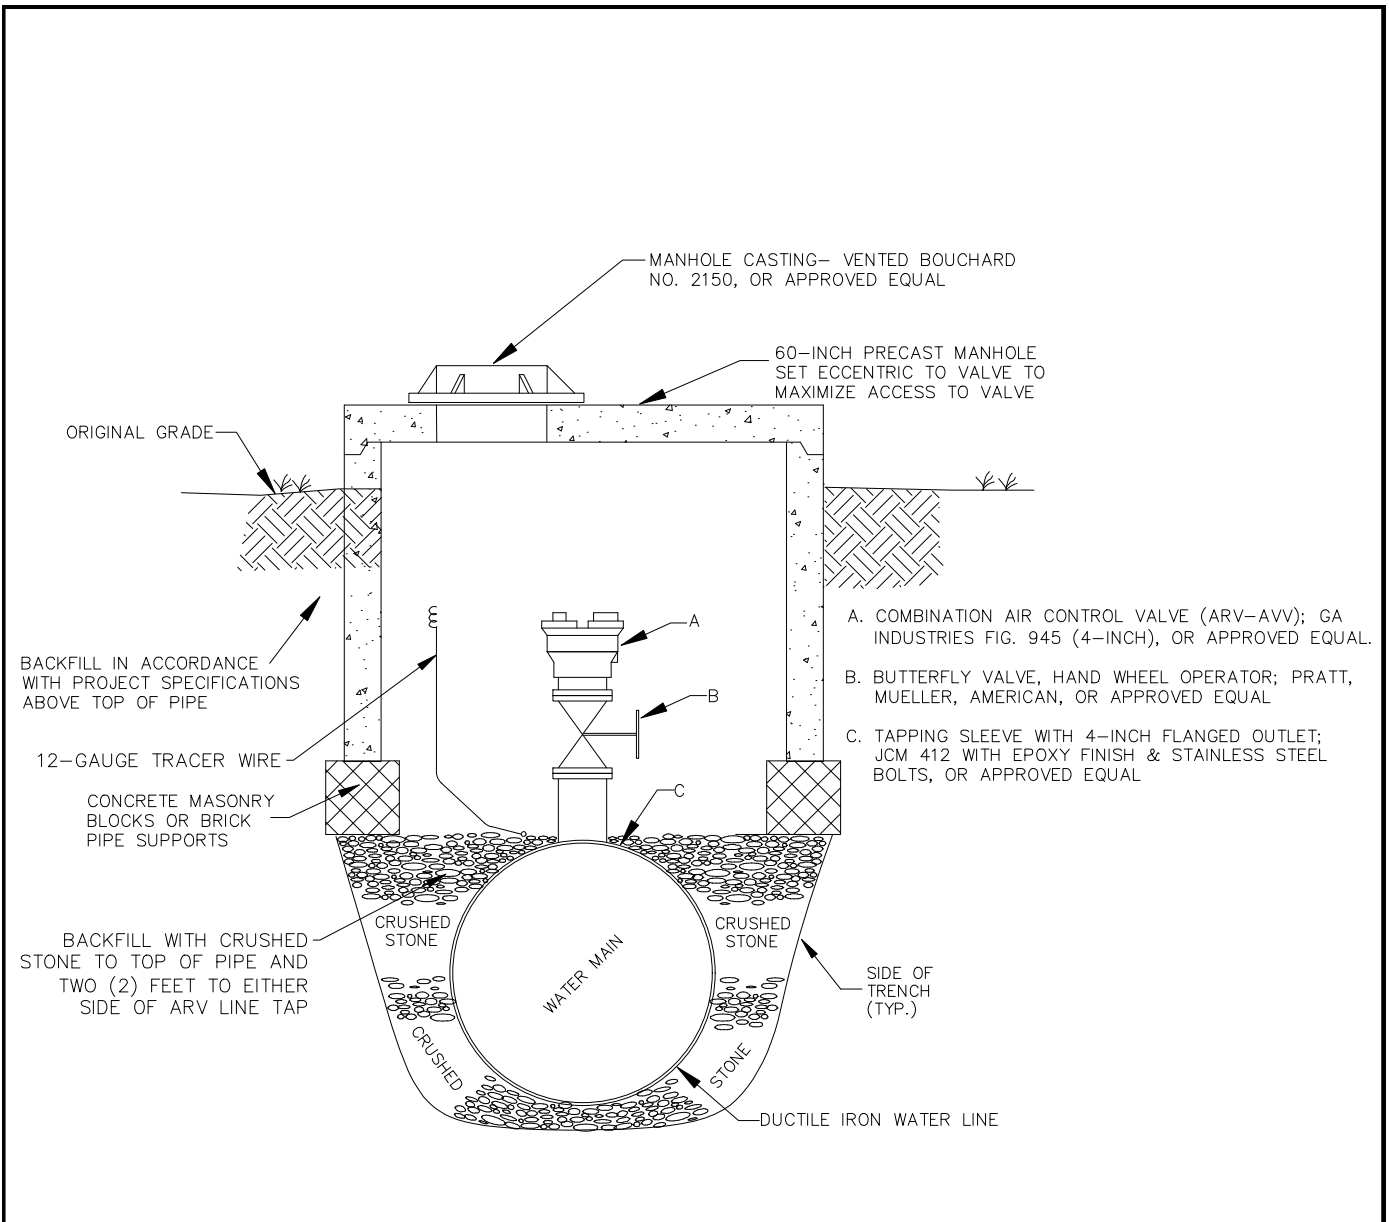 MANHOLE CASTING– VENTED BOUCHARD
NO. 2150, OR APPROVED EQUAL
60–INCH PRECAST MANHOLE
SET ECCENTRIC TO VALVE TO
MAXIMIZE ACCESS TO VALVE
ORIGINAL GRADE
BACKFILL IN ACCORDANCE
WITH PROJECT SPECIFICATIONS
ABOVE TOP OF PIPE
12–GAUGE TRACER WIRE
CONCRETE MASONRY
BLOCKS OR BRICK
PIPE SUPPORTS
A
B
C
A. COMBINATION AIR CONTROL VALVE (ARV–AVV); GA
INDUSTRIES FIG. 945 (4–INCH), OR APPROVED EQUAL.
B. BUTTERFLY VALVE, HAND WHEEL OPERATOR; PRATT,
MUELLER, AMERICAN, OR APPROVED EQUAL
C. TAPPING SLEEVE WITH 4–INCH FLANGED OUTLET;
JCM 412 WITH EPOXY FINISH & STAINLESS STEEL
BOLTS, OR APPROVED EQUAL
BACKFILL WITH CRUSHED
STONE TO TOP OF PIPE AND
TWO (2) FEET TO EITHER
SIDE OF ARV LINE TAP
CRUSHED
STONE
WATER MAIN
CRUSHED
STONE
SIDE OF
TRENCH
(TYP.)
CRUSHED
STONE
DUCTILE IRON WATER LINE